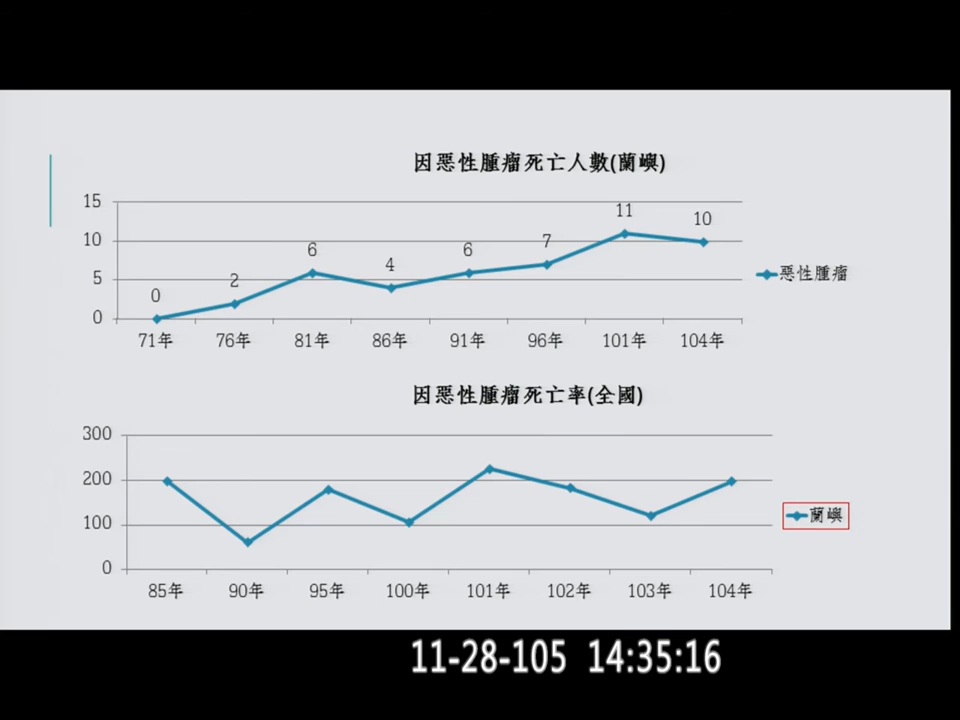 因惡性腫瘤死亡人數(蘭嶼)
15
10
5
0
0
2
6
4
6
7
11
10
71年 76年 81年 86年 91年 96年 101年 104年
惡性腫瘤
因惡性腫瘤死亡率(全國)
300
200
100
0
85年 90年 95年 100年 101年 102年 103年 104年
蘭嶼
11-28-105 14:35:16